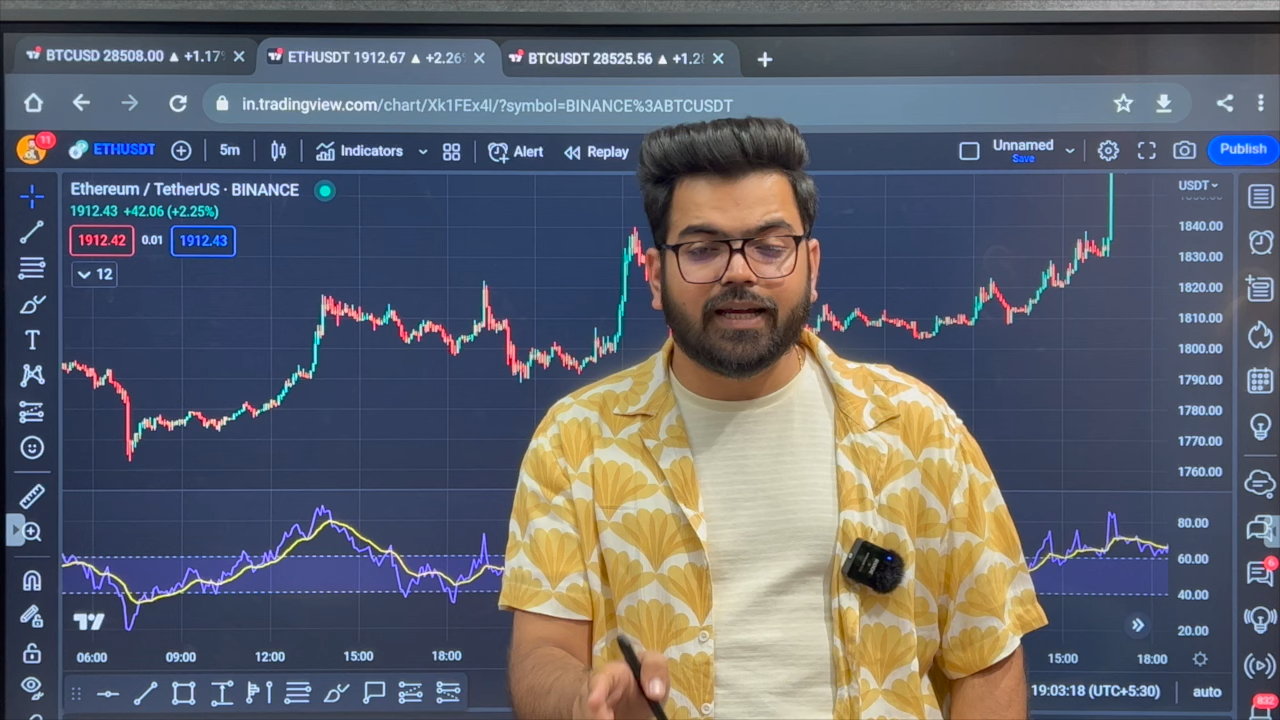 BTCUSD 28508.00 ▲ +1.17%
ETHUSDT 1912.67 ▲ +2.26
BTCUSDT 28525.56 ▲ +1.2
in.tradingview.com/chart/Xk1FEx4l/?symbol=BINANCE%3ABTCUSDT
11
ETHUSDT
5m
Indicators
Alert
Replay
Unnamed
Save
Publish
Ethereum / TetherUS · BINANCE
1912.43 +42.06 (+2.25%)
1912.42
0.01
1912.43
12
USDT
1840.00
1830.00
1820.00
1810.00
1800.00
1790.00
1780.00
1770.00
1760.00
80.00
60.00
40.00
20.00
6
06:00
09:00
12:00
15:00
18:00
15:00
18:00
19:03:18 (UTC+5:30)
auto
832